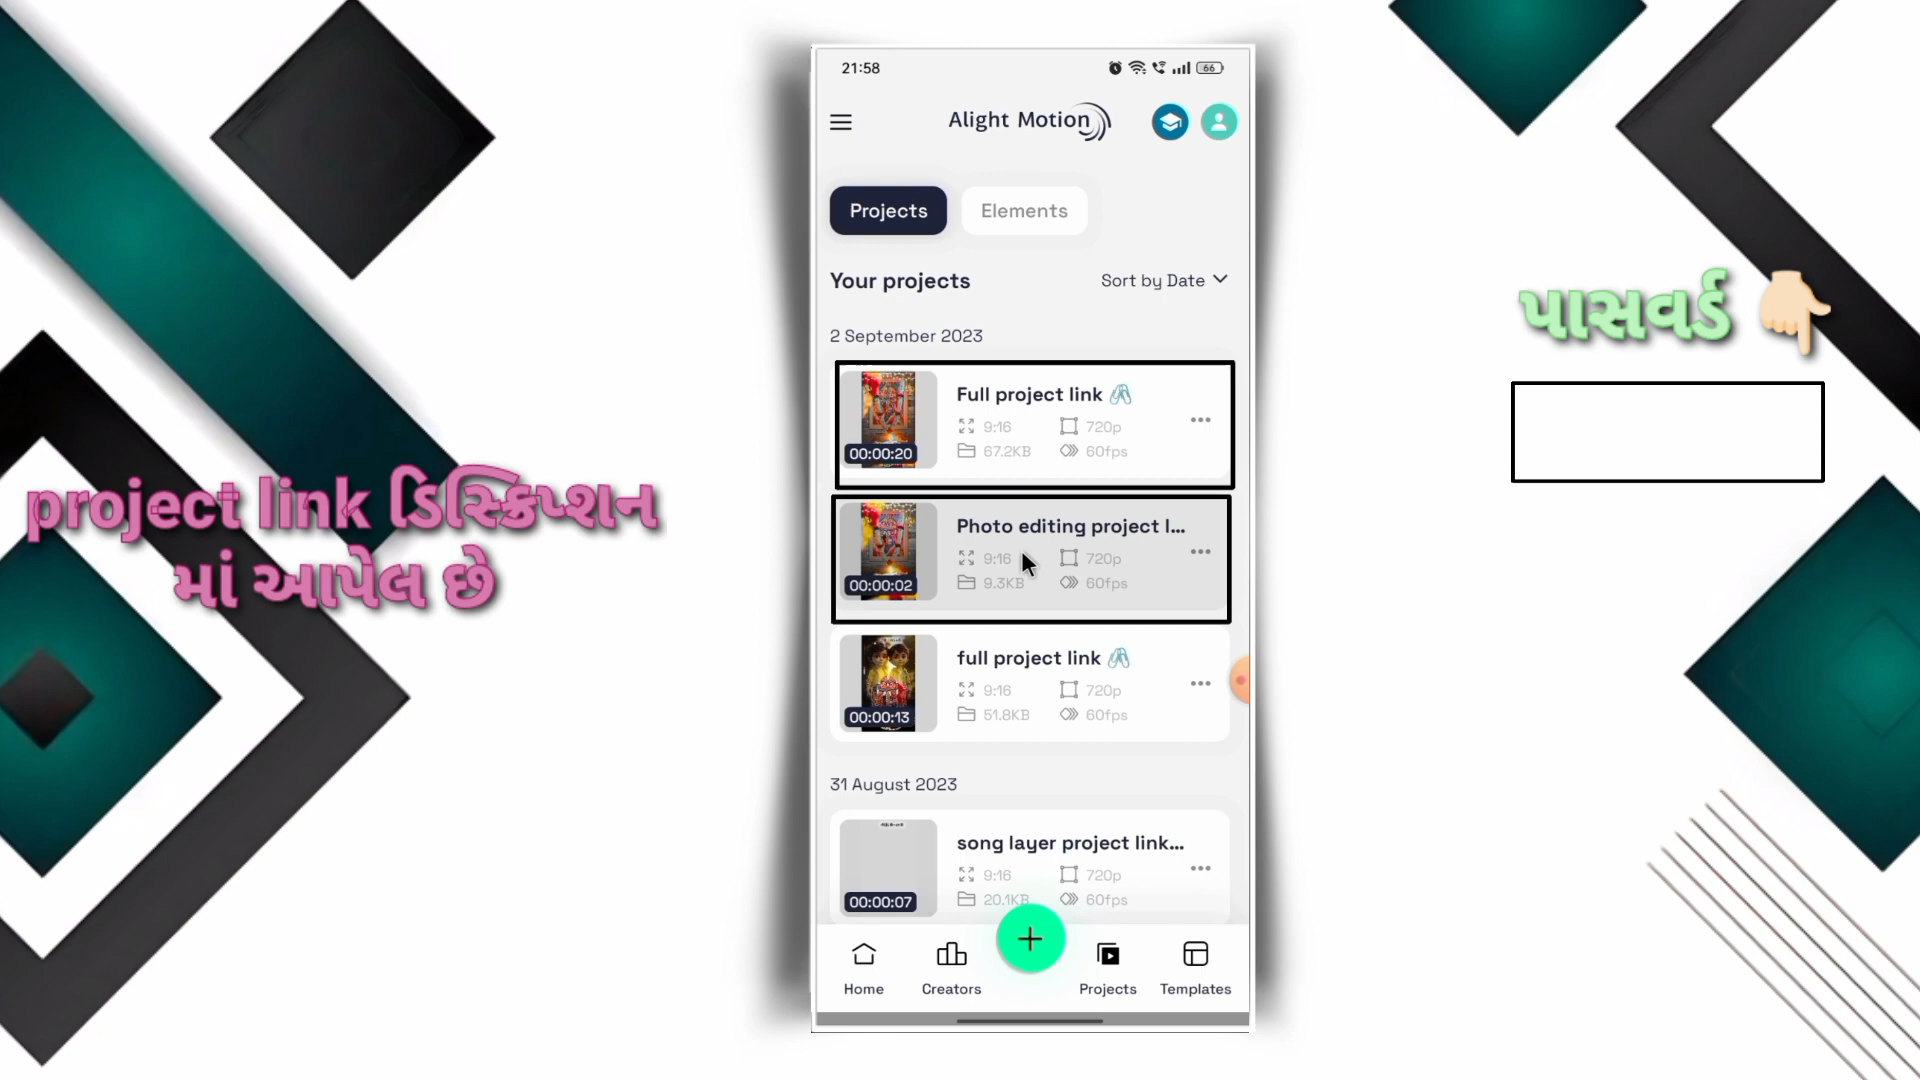 21:58
66
Alight Motion
Projects
Elements
Your projects
Sort by Date
2 September 2023
Full project link
9:16
720p
67.2KB
60fps
00:00:20
Photo editing project l...
9:16
720p
9.3KB
60fps
00:00:02
full project link
9:16
720p
51.8KB
60fps
00:00:13
31 August 2023
song layer project link...
9:16
720p
20.1KB
60fps
00:00:07
Home
Creators
Projects
Templates
project link ડિસ્ક્રિપ્શન
માં આપેલ છે
પાસવર્ડ 👇🏻